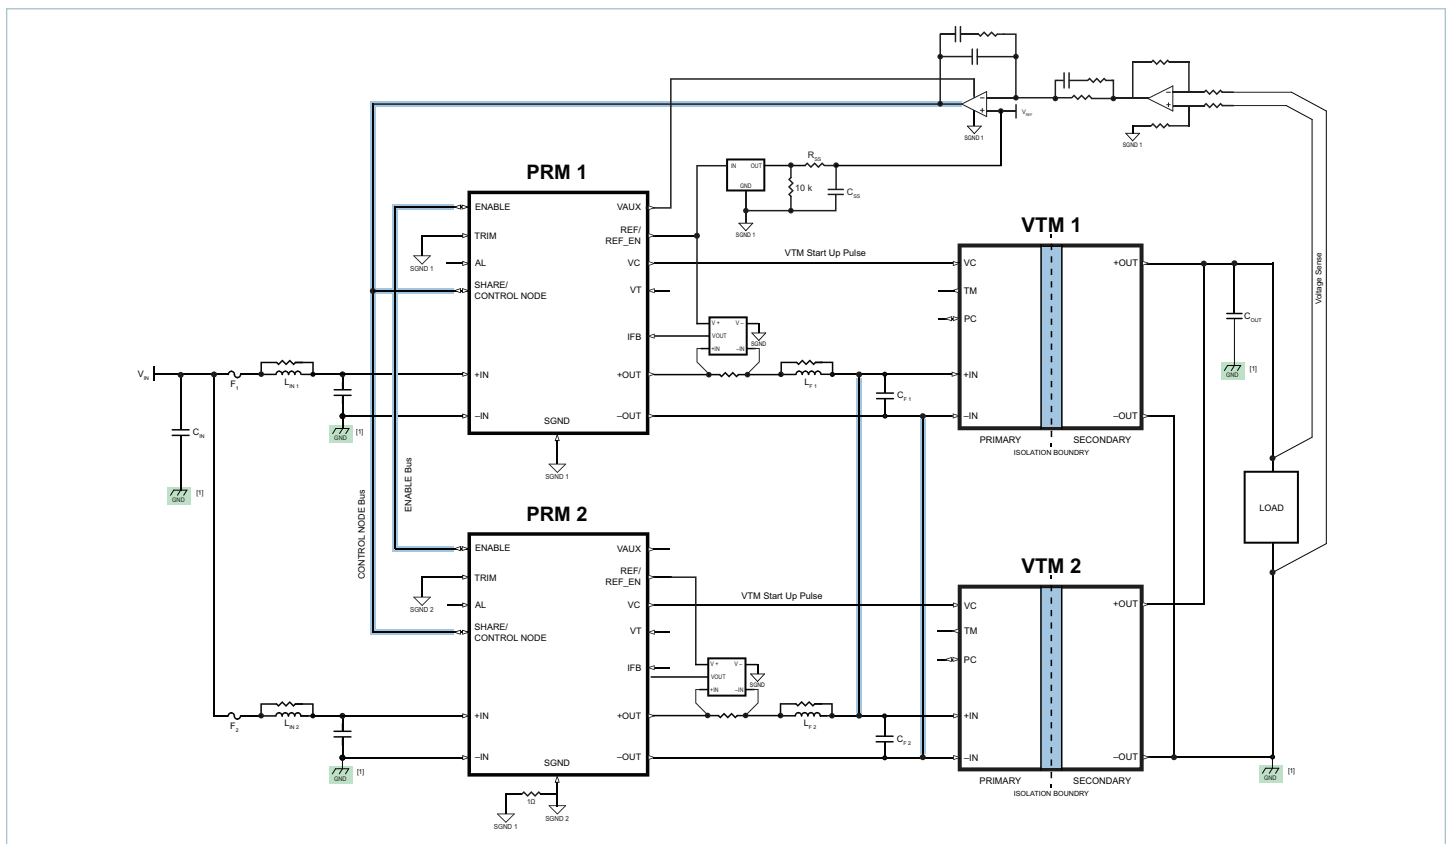 SGND 1
V_REF
SGND 1
R_SS
IN OUT
GND
10 k
C_SS
SGND 1
PRM 1
ENABLE
TRIM
AL
SHARE/
CONTROL NODE
+IN
–IN
SGND
VAUX
REF/
REF_EN
VC
VT
IFB
+OUT
–OUT
SGND 1
SGND 1
VTM Start Up Pulse
V + V –
VOUT
+IN –IN
SGND
L_F 1
C_F 1
VTM 1
VC
TM
PC
+IN
–IN
+OUT
–OUT
PRIMARY SECONDARY
ISOLATION BOUNDRY
C_OUT
GND [1]
Voltage Sense
LOAD
V_IN
F_1
L_IN 1
GND [1]
C_IN
GND [1]
CONTROL NODE Bus
ENABLE Bus
PRM 2
ENABLE
TRIM
AL
SHARE/
CONTROL NODE
+IN
–IN
SGND
VAUX
REF/
REF_EN
VC
VT
IFB
+OUT
–OUT
SGND 2
1Ω
SGND 1
SGND 2
VTM Start Up Pulse
V + V –
VOUT
+IN –IN
SGND
L_F 2
C_F 2
F_2
L_IN 2
GND [1]
VTM 2
VC
TM
PC
+IN
–IN
+OUT
–OUT
PRIMARY SECONDARY
ISOLATION BOUNDRY
GND [1]